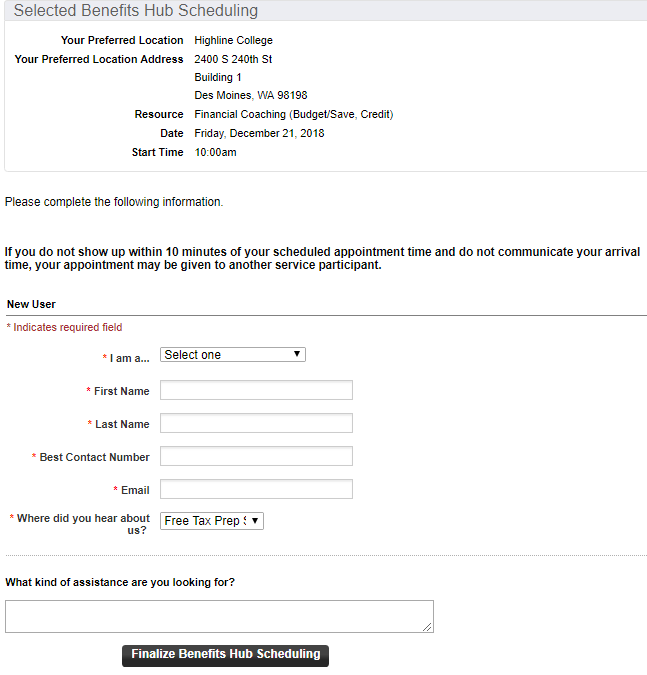 Selected Benefits Hub Scheduling
Your Preferred Location Highline College
Your Preferred Location Address 2400 S 240th St
Building 1
Des Moines, WA 98198
Resource Financial Coaching (Budget/Save, Credit)
Date Friday, December 21, 2018
Start Time 10:00am
Please complete the following information.
If you do not show up within 10 minutes of your scheduled appointment time and do not communicate your arrival
time, your appointment may be given to another service participant.
New User
* Indicates required field
* I am a... Select one
* First Name
* Last Name
* Best Contact Number
* Email
* Where did you hear about
us? Free Tax Prep
What kind of assistance are you looking for?
Finalize Benefits Hub Scheduling